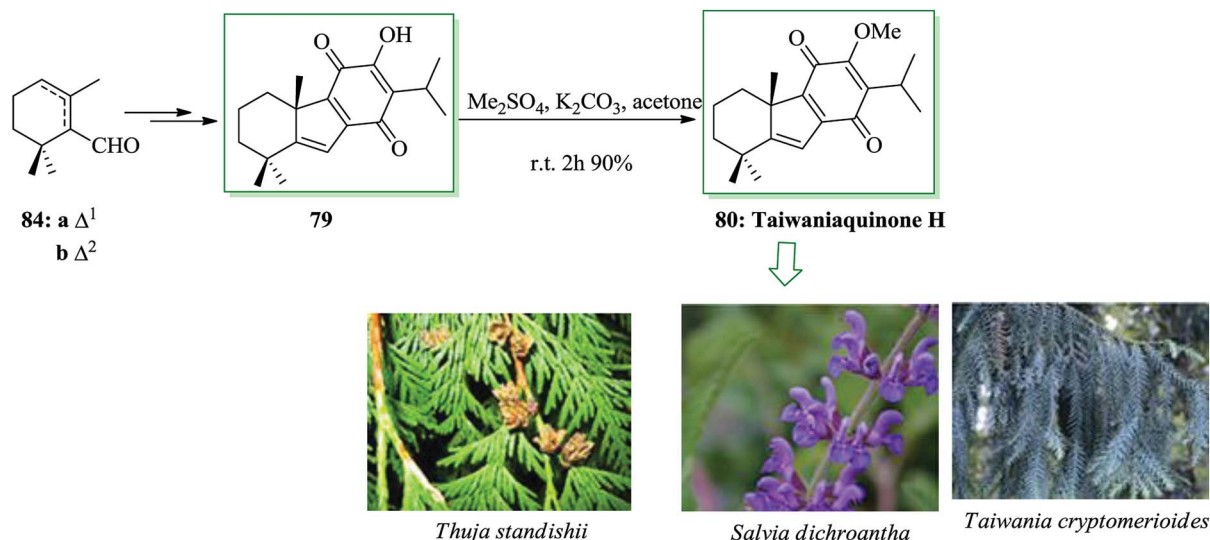 O
OH
CHO
O
84: a Δ¹
b Δ²
79
Me₂SO₄, K₂CO₃, acetone
r.t. 2h 90%
O
OMe
O
80: Taiwaniaquinone H
Thuja standishii
Salvia dichroantha
Taiwania cryptomerioides